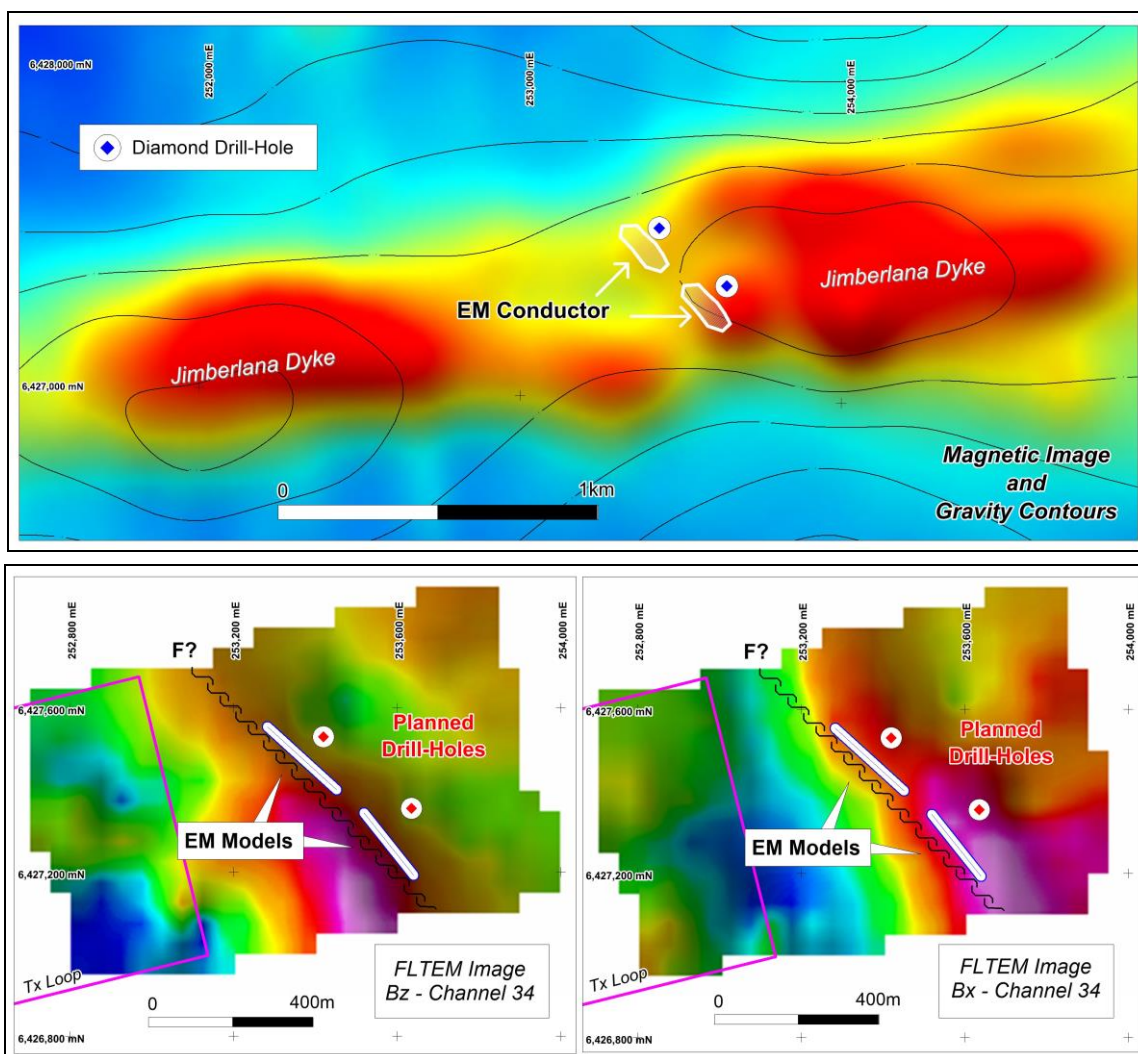 6,428,000 mN
252,000 mE
253,000 mE
254,000 mE
Diamond Drill-Hole
Jimberlana Dyke
EM Conductor
Jimberlana Dyke
6,427,000 mN
0
1km
Magnetic Image
and
Gravity Contours
252,800 mE
253,200 mE
253,600 mE
254,000 mE
F?
6,427,600 mN
Planned
Drill-Holes
EM Models
6,427,200 mN
Tx Loop
FLTEM Image
Bz - Channel 34
0
400m
6,426,800 mN
252,800 mE
253,200 mE
253,600 mE
254,000 mE
F?
6,427,600 mN
Planned
Drill-Holes
EM Models
6,427,200 mN
Tx Loop
FLTEM Image
Bx - Channel 34
0
400m
6,426,800 mN